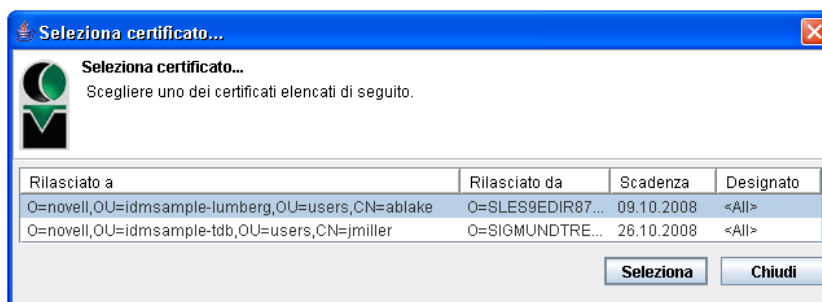 Seleziona certificato...
Seleziona certificato...
Scegliere uno dei certificati elencati di seguito.
Rilasciato a Rilasciato da Scadenza Designato
O=novell,OU=idmsample-lumberg,OU=users,CN=ablake O=SLES9EDIR87... 09.10.2008 <All>
O=novell,OU=idmsample-tdb,OU=users,CN=jmiller O=SIGMUNDTRE... 26.10.2008 <All>
Seleziona Chiudi